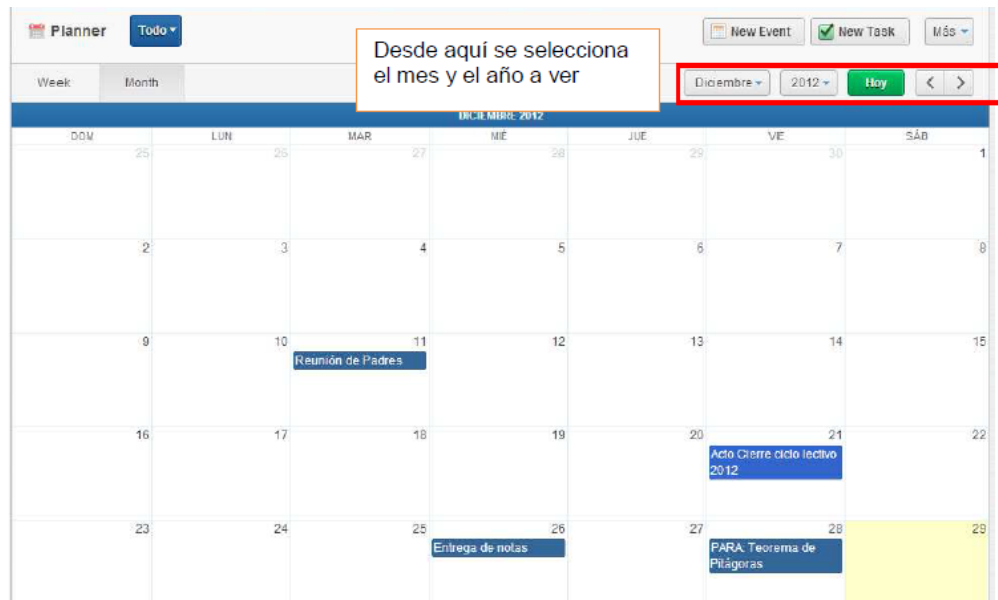 Planner Todo New Event New Task Más
Desde aquí se selecciona
el mes y el año a ver
Week Month Diciembre 2012 Hoy < >
DICIEMBRE 2012
DOM LUN MAR MIÉ JUE VIE SÁB
25 26 27 28 29 30 1
2 3 4 5 6 7 8
9 10 11 12 13 14 15
Reunión de Padres
16 17 18 19 20 21 22
Acto Cierre ciclo lectivo
2012
23 24 25 26 27 28 29
Entrega de notas PARA: Teorema de
Pitágoras